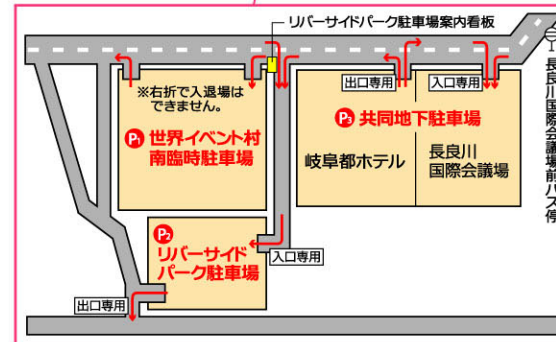 リバーサイドパーク駐車場案内看板
※右折で入退場は
できません。
P1 世界イベント村
南臨時駐車場
出口専用
入口専用
P3 共同地下駐車場
岐阜都ホテル
長良川
国際会議場
長良川国際会議場前バス停
P2
リバーサイド
パーク駐車場
入口専用
出口専用